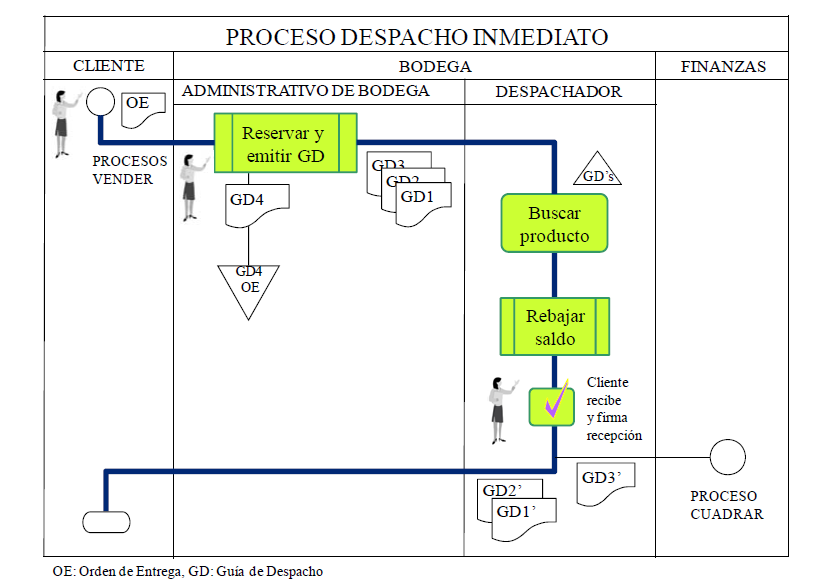 PROCESO DESPACHO INMEDIATO
CLIENTE
BODEGA
FINANZAS
ADMINISTRATIVO DE BODEGA
DESPACHADOR
OE
PROCESOS
VENDER
Reservar y
emitir GD
GD3
GD2
GD1
GD4
GD4
OE
GD's
Buscar
producto
Rebajar
saldo
Cliente
recibe
y firma
recepción
GD3’
GD2’
GD1’
PROCESO
CUADRAR
OE: Orden de Entrega, GD: Guía de Despacho